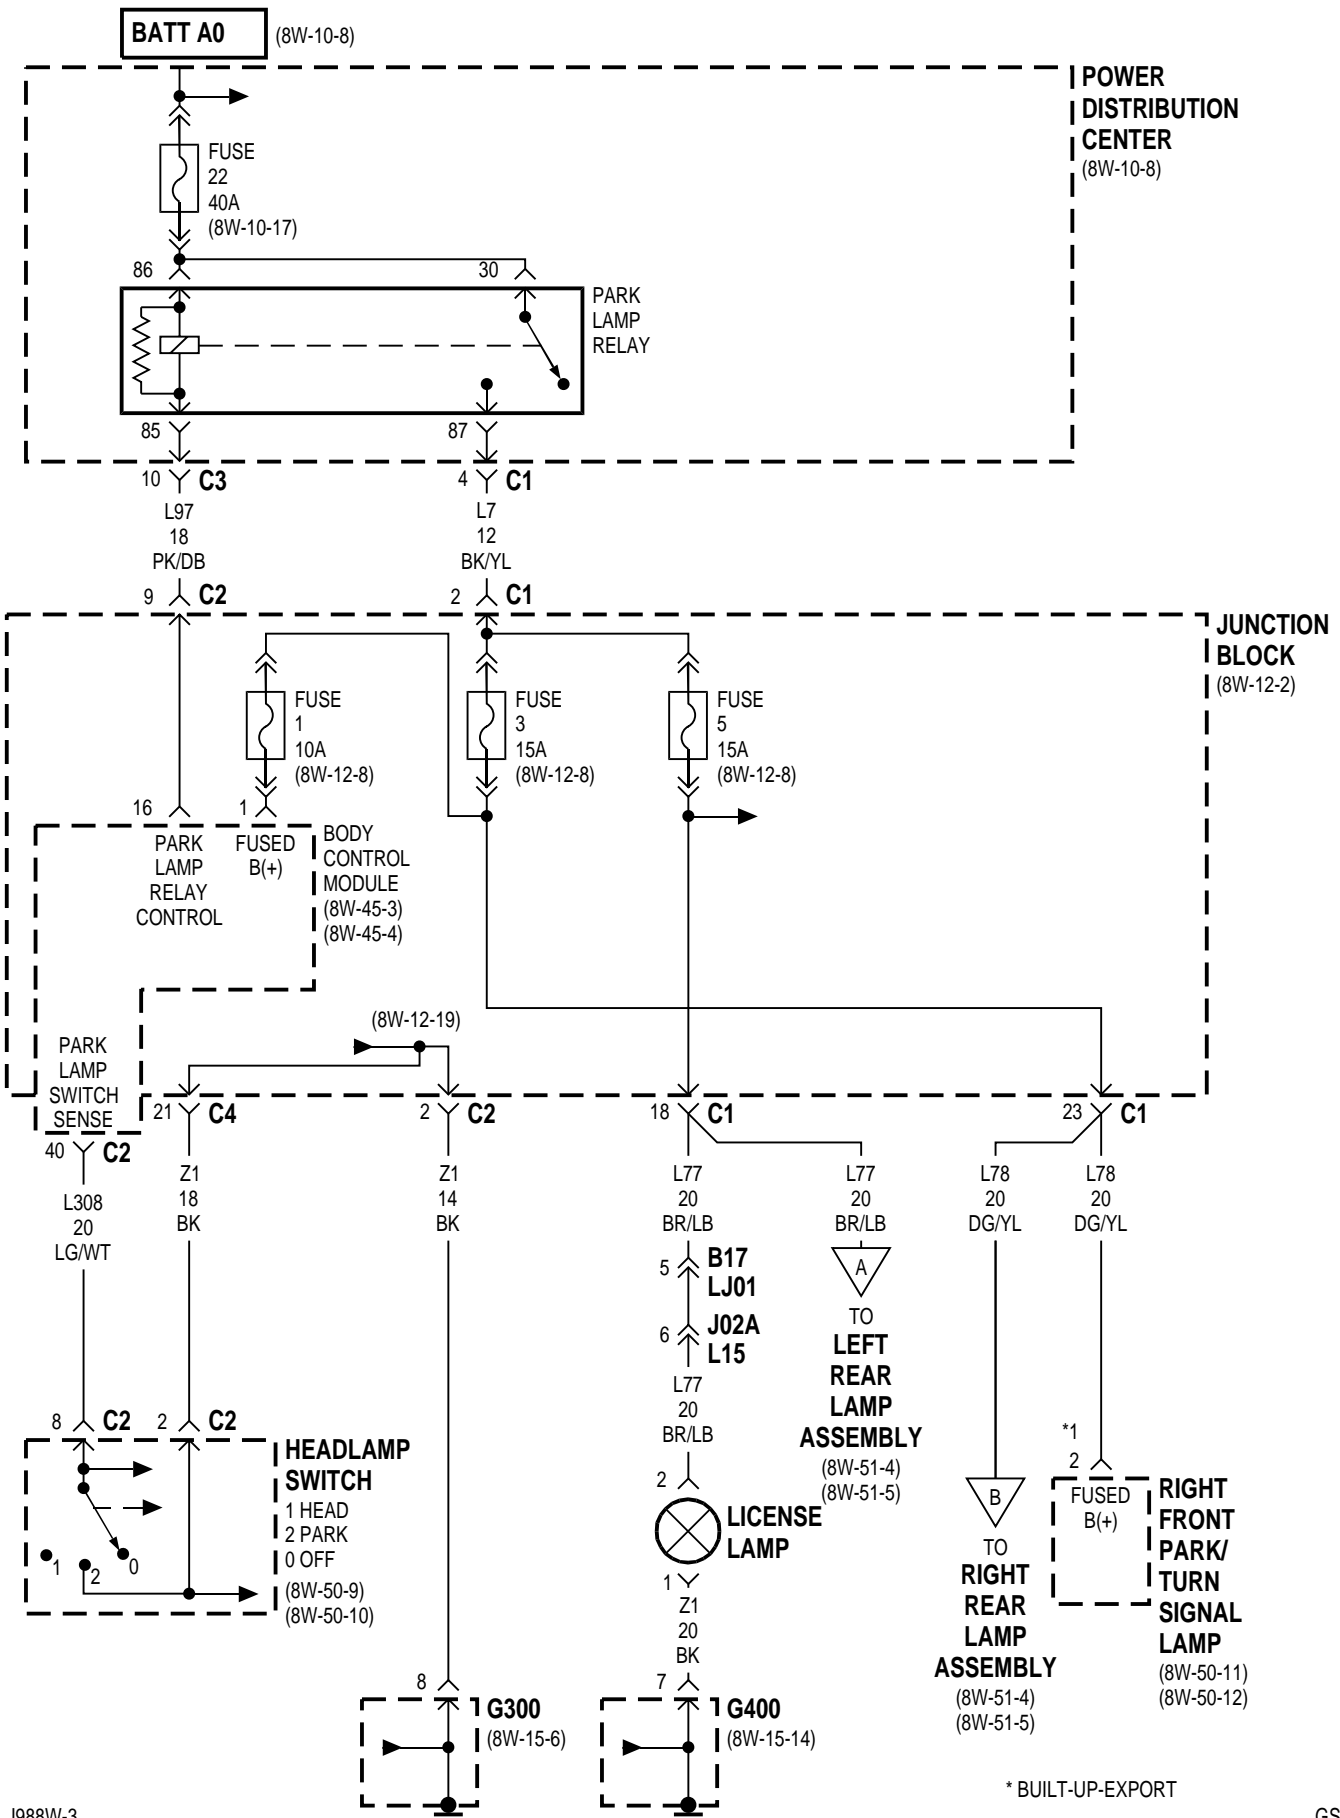 BATT A0
(8W-10-8)
POWER
DISTRIBUTION
CENTER
(8W-10-8)
FUSE
22
40A
(8W-10-17)
86
30
PARK
LAMP
RELAY
85
87
10
C3
4
C1
L97
18
PK/DB
L7
12
BK/YL
9
C2
2
C1
JUNCTION
BLOCK
(8W-12-2)
FUSE
1
10A
(8W-12-8)
FUSE
3
15A
(8W-12-8)
FUSE
5
15A
(8W-12-8)
16
1
PARK
LAMP
RELAY
CONTROL
FUSED
B(+)
BODY
CONTROL
MODULE
(8W-45-3)
(8W-45-4)
(8W-12-19)
PARK
LAMP
SWITCH
SENSE
40
C2
21
C4
2
C2
18
C1
23
C1
L308
20
LG/WT
Z1
18
BK
Z1
14
BK
L77
20
BR/LB
L77
20
BR/LB
L78
20
DG/YL
L78
20
DG/YL
5
B17
LJ01
6
J02A
L15
L77
20
BR/LB
A
TO
LEFT
REAR
LAMP
ASSEMBLY
(8W-51-4)
(8W-51-5)
8
C2
2
C2
HEADLAMP
SWITCH
1 HEAD
2 PARK
0 OFF
(8W-50-9)
(8W-50-10)
1
2
0
2
LICENSE
LAMP
1
Z1
20
BK
B
TO
RIGHT
REAR
LAMP
ASSEMBLY
(8W-51-4)
(8W-51-5)
*1
2
FUSED
B(+)
RIGHT
FRONT
PARK/
TURN
SIGNAL
LAMP
(8W-50-11)
(8W-50-12)
8
G300
(8W-15-6)
7
G400
(8W-15-14)
* BUILT-UP-EXPORT
J988W-3
GS